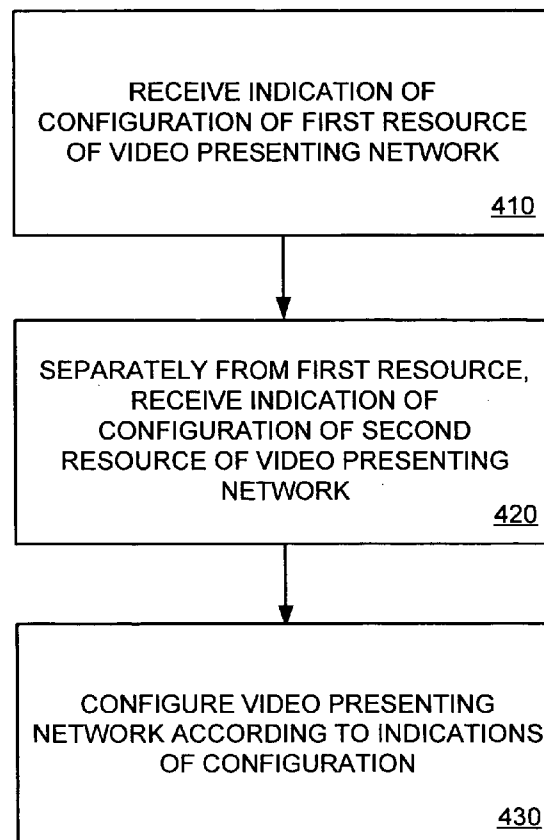 RECEIVE INDICATION OF
CONFIGURATION OF FIRST RESOURCE
OF VIDEO PRESENTING NETWORK
410
SEPARATELY FROM FIRST RESOURCE,
RECEIVE INDICATION OF
CONFIGURATION OF SECOND
RESOURCE OF VIDEO PRESENTING
NETWORK
420
CONFIGURE VIDEO PRESENTING
NETWORK ACCORDING TO INDICATIONS
OF CONFIGURATION
430